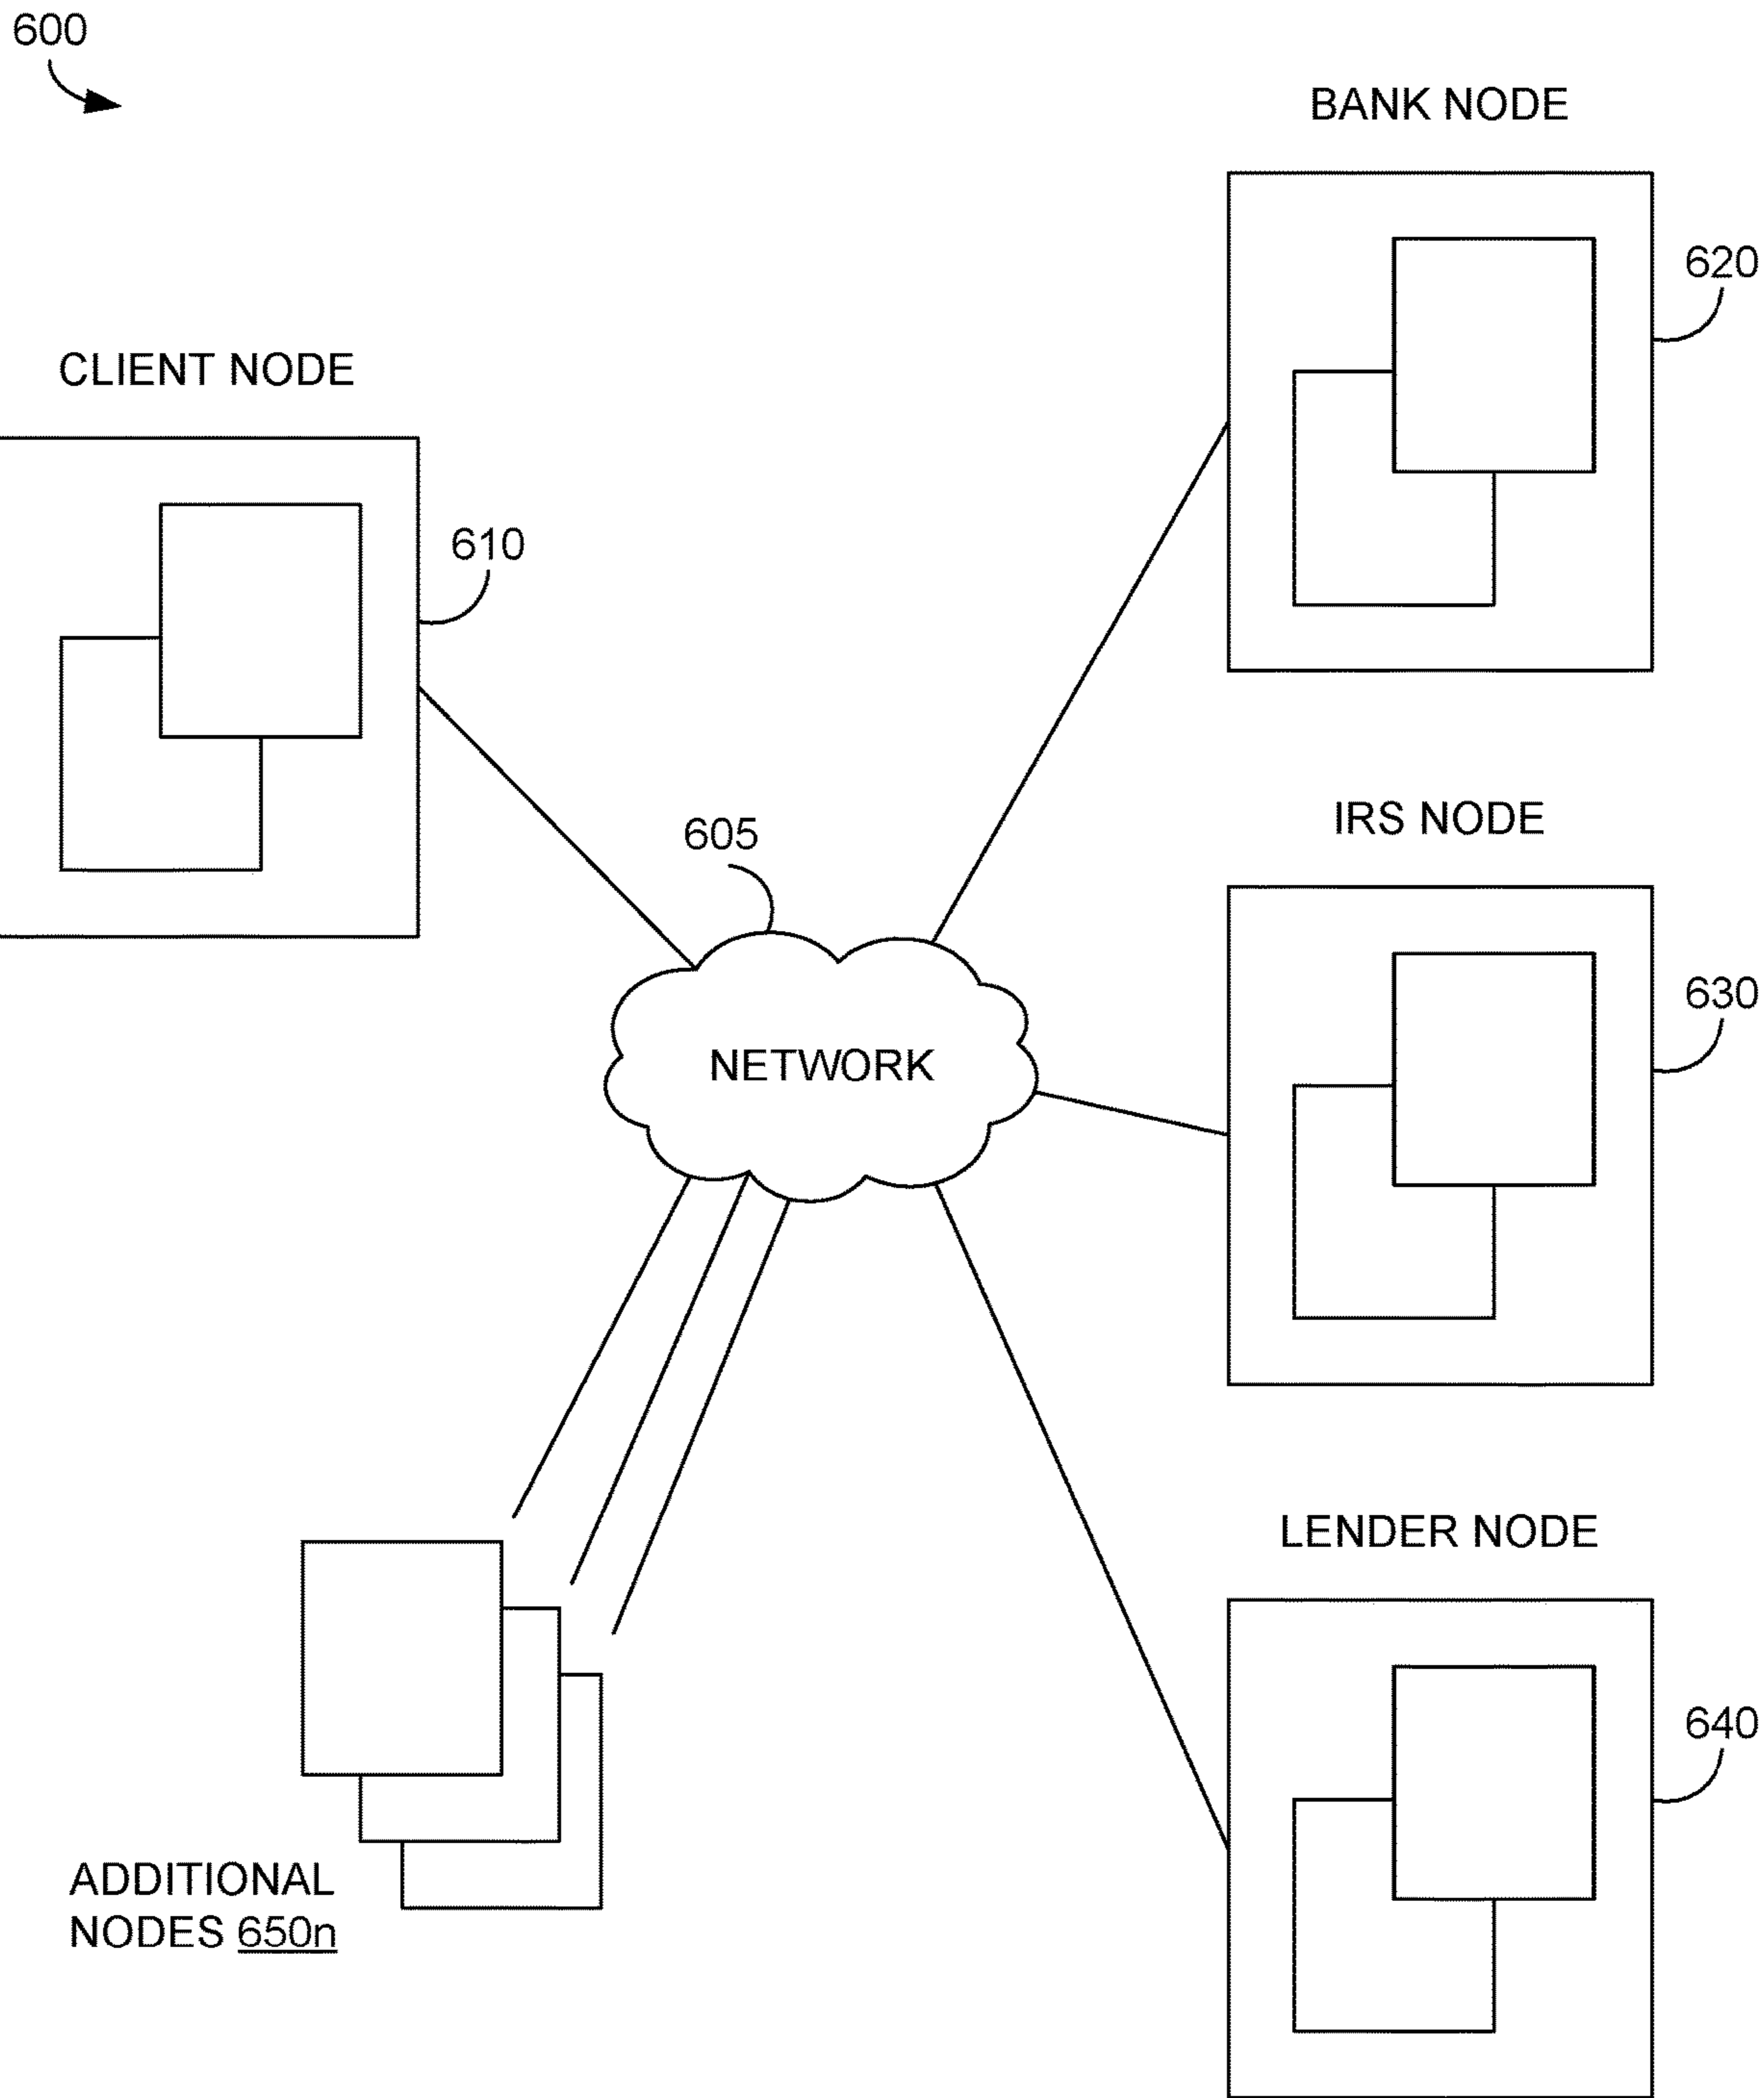 600
BANK NODE
620
CLIENT NODE
610
IRS NODE
605
630
NETWORK
LENDER NODE
640
ADDITIONAL
NODES 650n